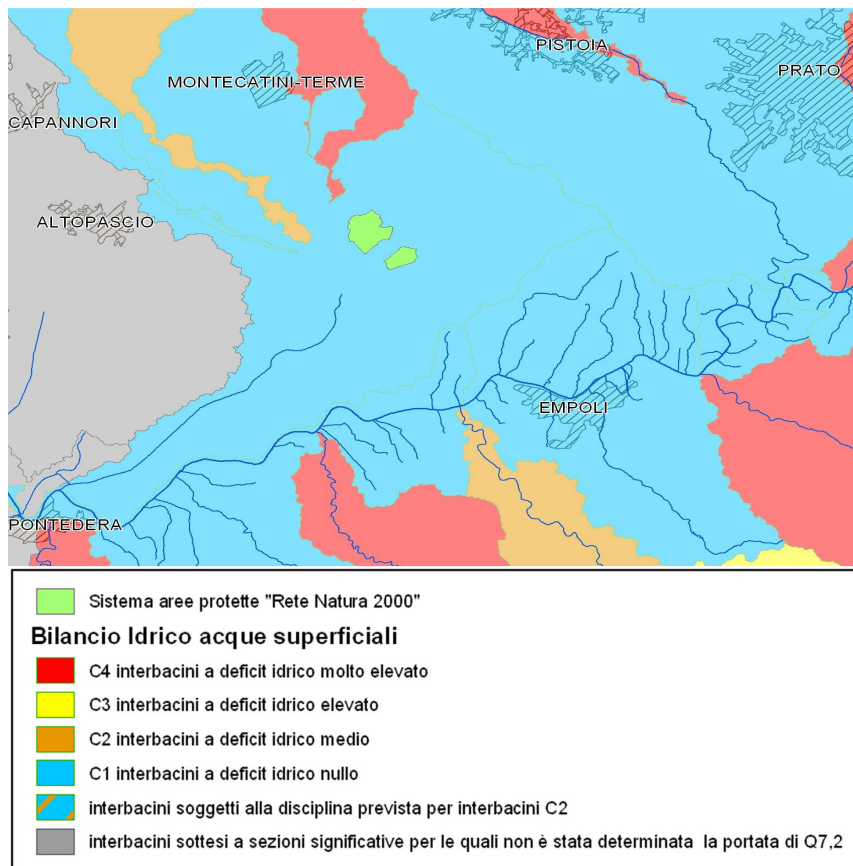 PISTOIA
PRATO
MONTECATINI-TERME
CAPANNORI
ALTOPASCIO
EMPOLI
PONTEDERA
Sistema aree protette "Rete Natura 2000"
Bilancio Idrico acque superficiali
C4 interbacini a deficit idrico molto elevato
C3 interbacini a deficit idrico elevato
C2 interbacini a deficit idrico medio
C1 interbacini a deficit idrico nullo
interbacini soggetti alla disciplina prevista per interbacini C2
interbacini sottesi a sezioni significative per le quali non è stata determinata la portata di Q7,2